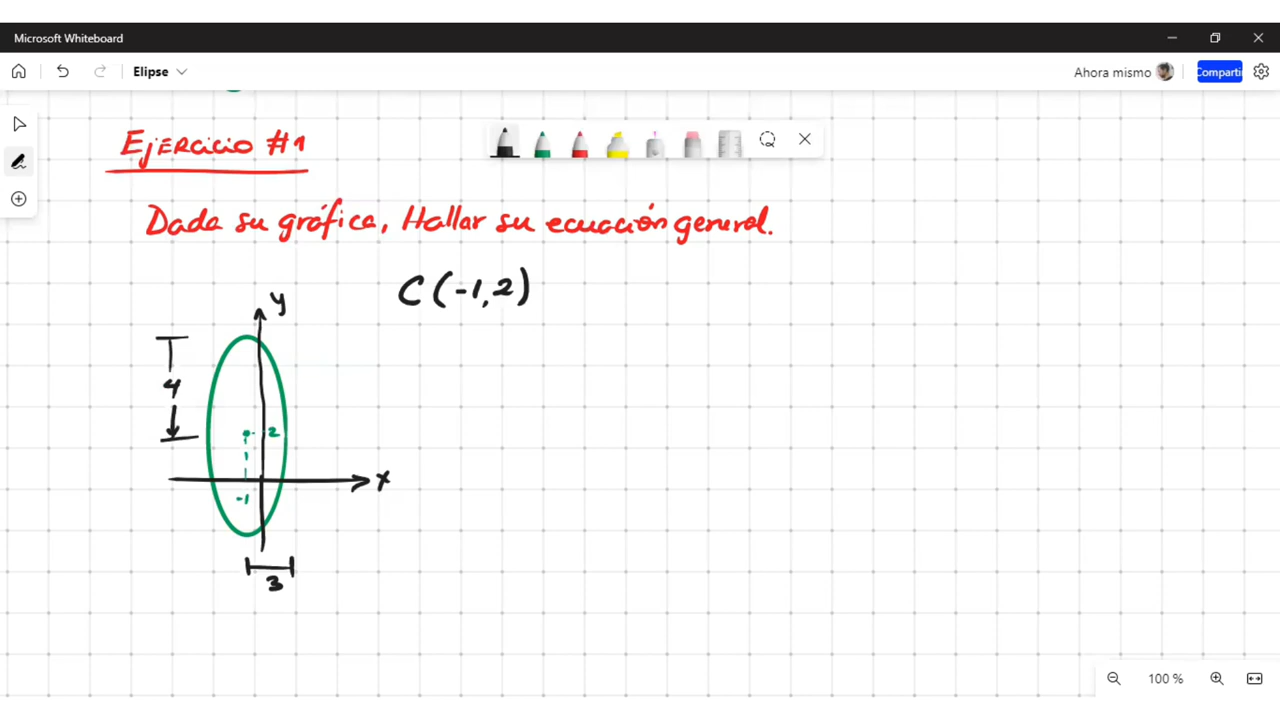 Microsoft Whiteboard
Elipse
Ahora mismo
Comparti
Ejercicio #1
Dada su gráfica, Hallar su ecuación general.
C(-1,2)
y
4
2
x
-1
3
100 %